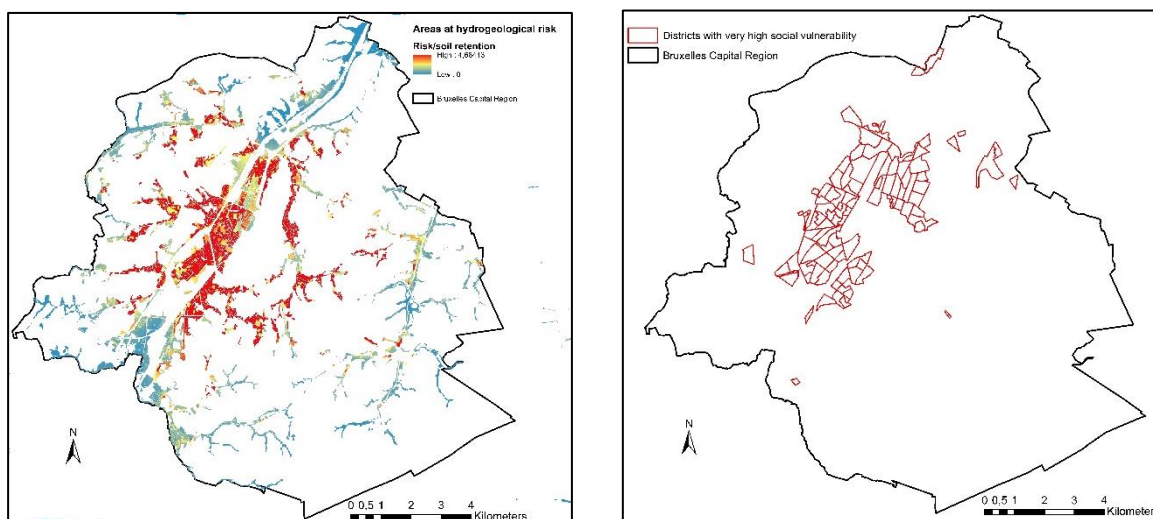 Areas at hydrogeological risk
Risk/soil retention
High : 4,68413
Low : 0
Bruxelles Capital Region
N
0 0,5 1 2 3 4
Kilometers
Districts with very high social vulnerability
Bruxelles Capital Region
N
0 0,5 1 2 3 4
Kilometers